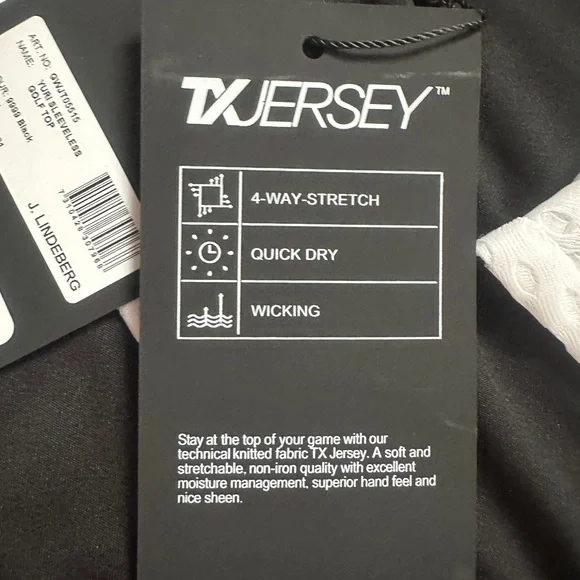 ART. NO: GWJT05515
NAME: YURI SLEEVELESS
GOLF TOP
9999 Black
7310428307968
J. LINDEBERG
TXJERSEY™
4-WAY-STRETCH
QUICK DRY
WICKING
Stay at the top of your game with our
technical knitted fabric TX Jersey. A soft and
stretchable, non-iron quality with excellent
moisture management, superior hand feel and
nice sheen.